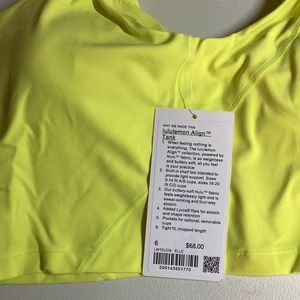 WHY WE MADE THIS
lululemon Align™
Tank
1. When feeling nothing is
everything. The lululemon
Align™ collection, powered by
Nulu™ fabric, is so weightless
and buttery soft, all you feel
is your practice
2. Built-in shelf bra intended to
provide light support. Sizes
0-14 fit A/B cups, sizes 16-20
fit C/D cups
3. Our buttery-soft Nulu™ fabric
feels weightlessly light and is
sweat-wicking and four-way
stretch
4. Added Lycra® fibre for stretch
and shape retention
5. Pockets for optional, removable
cups
6. Tight fit, cropped length
6 $68.00